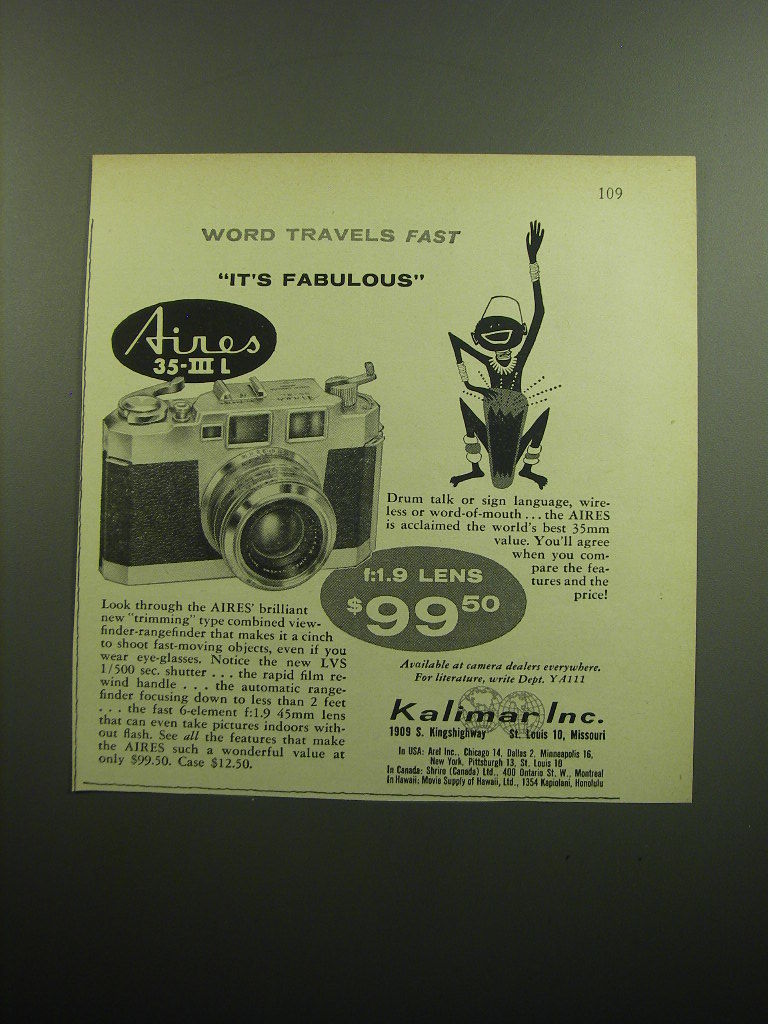 109
WORD TRAVELS FAST
"IT'S FABULOUS"
Aires
35-III L
Drum talk or sign language, wire-
less or word-of-mouth... the AIRES
is acclaimed the world's best 35mm
value. You'll agree
when you com-
pare the fea-
tures and the
price!
f:1.9 LENS
$99 50
Look through the AIRES' brilliant
new "trimming" type combined view-
finder-rangefinder that makes it a cinch
to shoot fast-moving objects, even if you
wear eye-glasses. Notice the new LVS
1/500 sec. shutter . . . the rapid film re-
wind handle . . . the automatic range-
finder focusing down to less than 2 feet
. . . the fast 6-element f:1.9 45mm lens
that can even take pictures indoors with-
out flash. See all the features that make
the AIRES such a wonderful value at
only $99.50. Case $12.50.
Available at camera dealers everywhere.
For literature, write Dept. YA111
Kalimar Inc.
1909 S. Kingshighway St. Louis 10, Missouri
In USA: Arel Inc., Chicago 14, Dallas 2, Minneapolis 16,
New York, Pittsburgh 13, St. Louis 10
In Canada: Shriro (Canada) Ltd., 400 Ontario St. W., Montreal
In Hawaii: Movie Supply of Hawaii, Ltd., 1354 Kapiolani, Honolulu